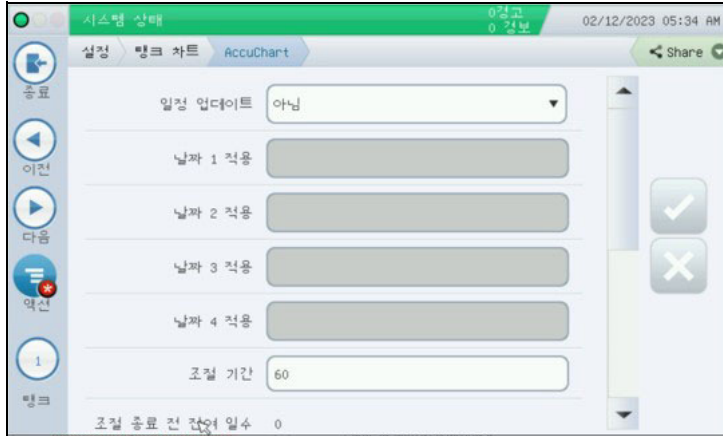 시스템 상태
0경고
0 경보
02/12/2023 05:34 AM
설정
탱크 차트
AccuChart
Share
종료
이전
다음
액션
1
탱크
일정 업데이트
아님
날짜 1 적용
날짜 2 적용
날짜 3 적용
날짜 4 적용
조절 기간
60
조절 종료 전 잔여 일수
0